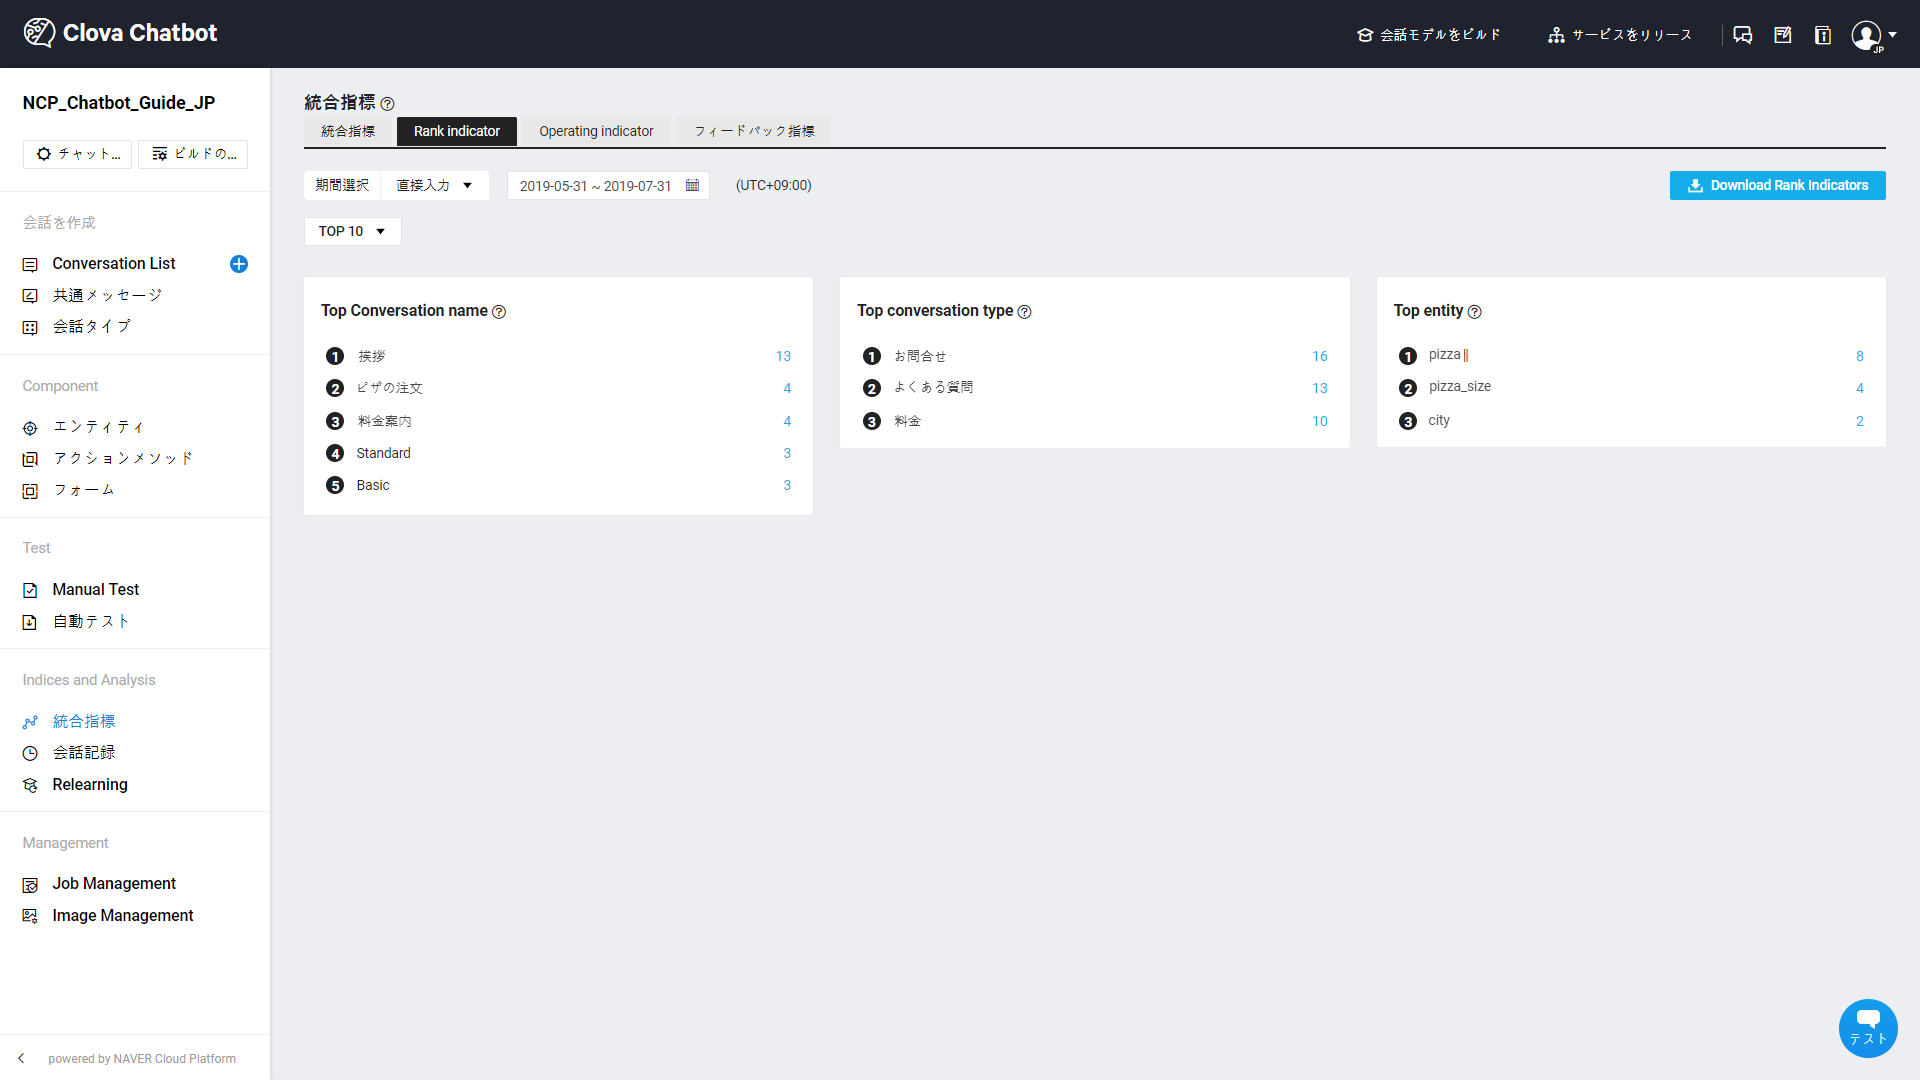 Clova Chatbot
会話モデルをビルド
サービスをリリース
JP
NCP_Chatbot_Guide_JP
チャット...
ビルドの...
会話を作成
Conversation List
共通メッセージ
会話タイプ
Component
エンティティ
アクションメソッド
フォーム
Test
Manual Test
自動テスト
Indices and Analysis
統合指標
会話記録
Relearning
Management
Job Management
Image Management
powered by NAVER Cloud Platform
統合指標
統合指標
Rank indicator
Operating indicator
フィードバック指標
期間選択
直接入力
2019-05-31 ~ 2019-07-31
(UTC+09:00)
Download Rank Indicators
TOP 10
Top Conversation name
1 挨拶 13
2 ピザの注文 4
3 料金案内 4
4 Standard 3
5 Basic 3
Top conversation type
1 お問合せ 16
2 よくある質問 13
3 料金 10
Top entity
1 pizza 8
2 pizza_size 4
3 city 2
テスト